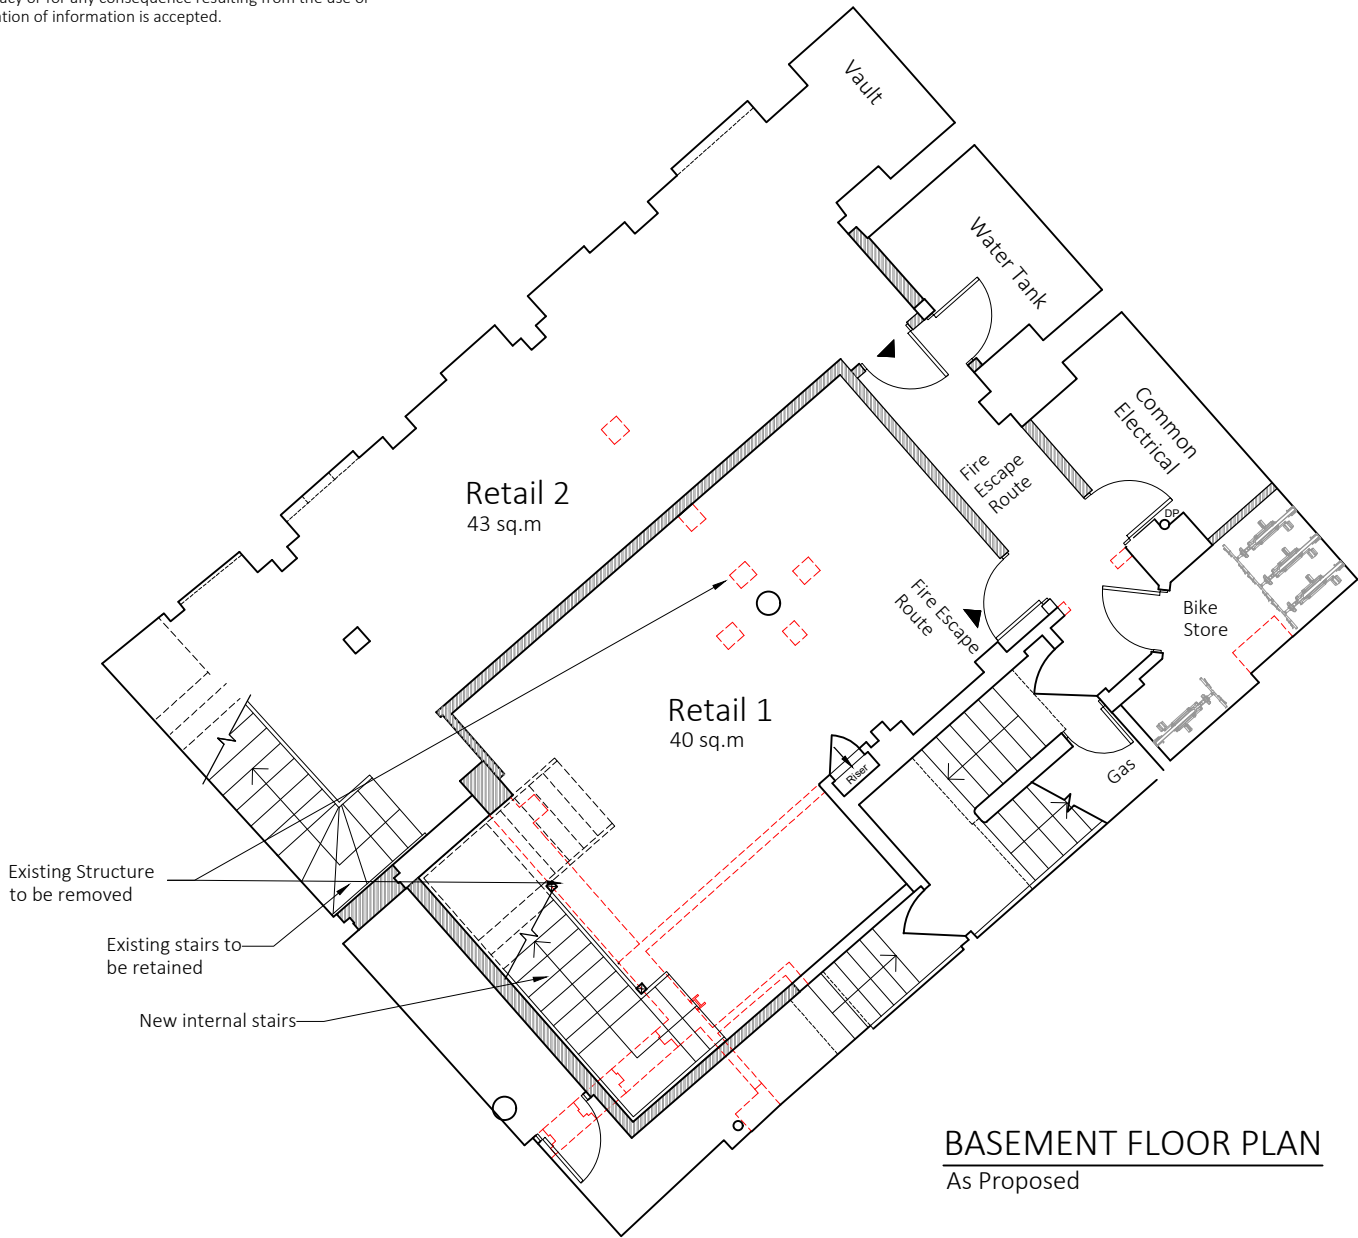 ation of information is accepted.
Vault
Water Tank
Common
Electrical
Fire
Escape
Route
DP
Retail 2
43 sq.m
Fire Escape
Route
Bike
Store
Retail 1
40 sq.m
Riser
Gas
Existing Structure
to be removed
Existing stairs to
be retained
New internal stairs
BASEMENT FLOOR PLAN
As Proposed